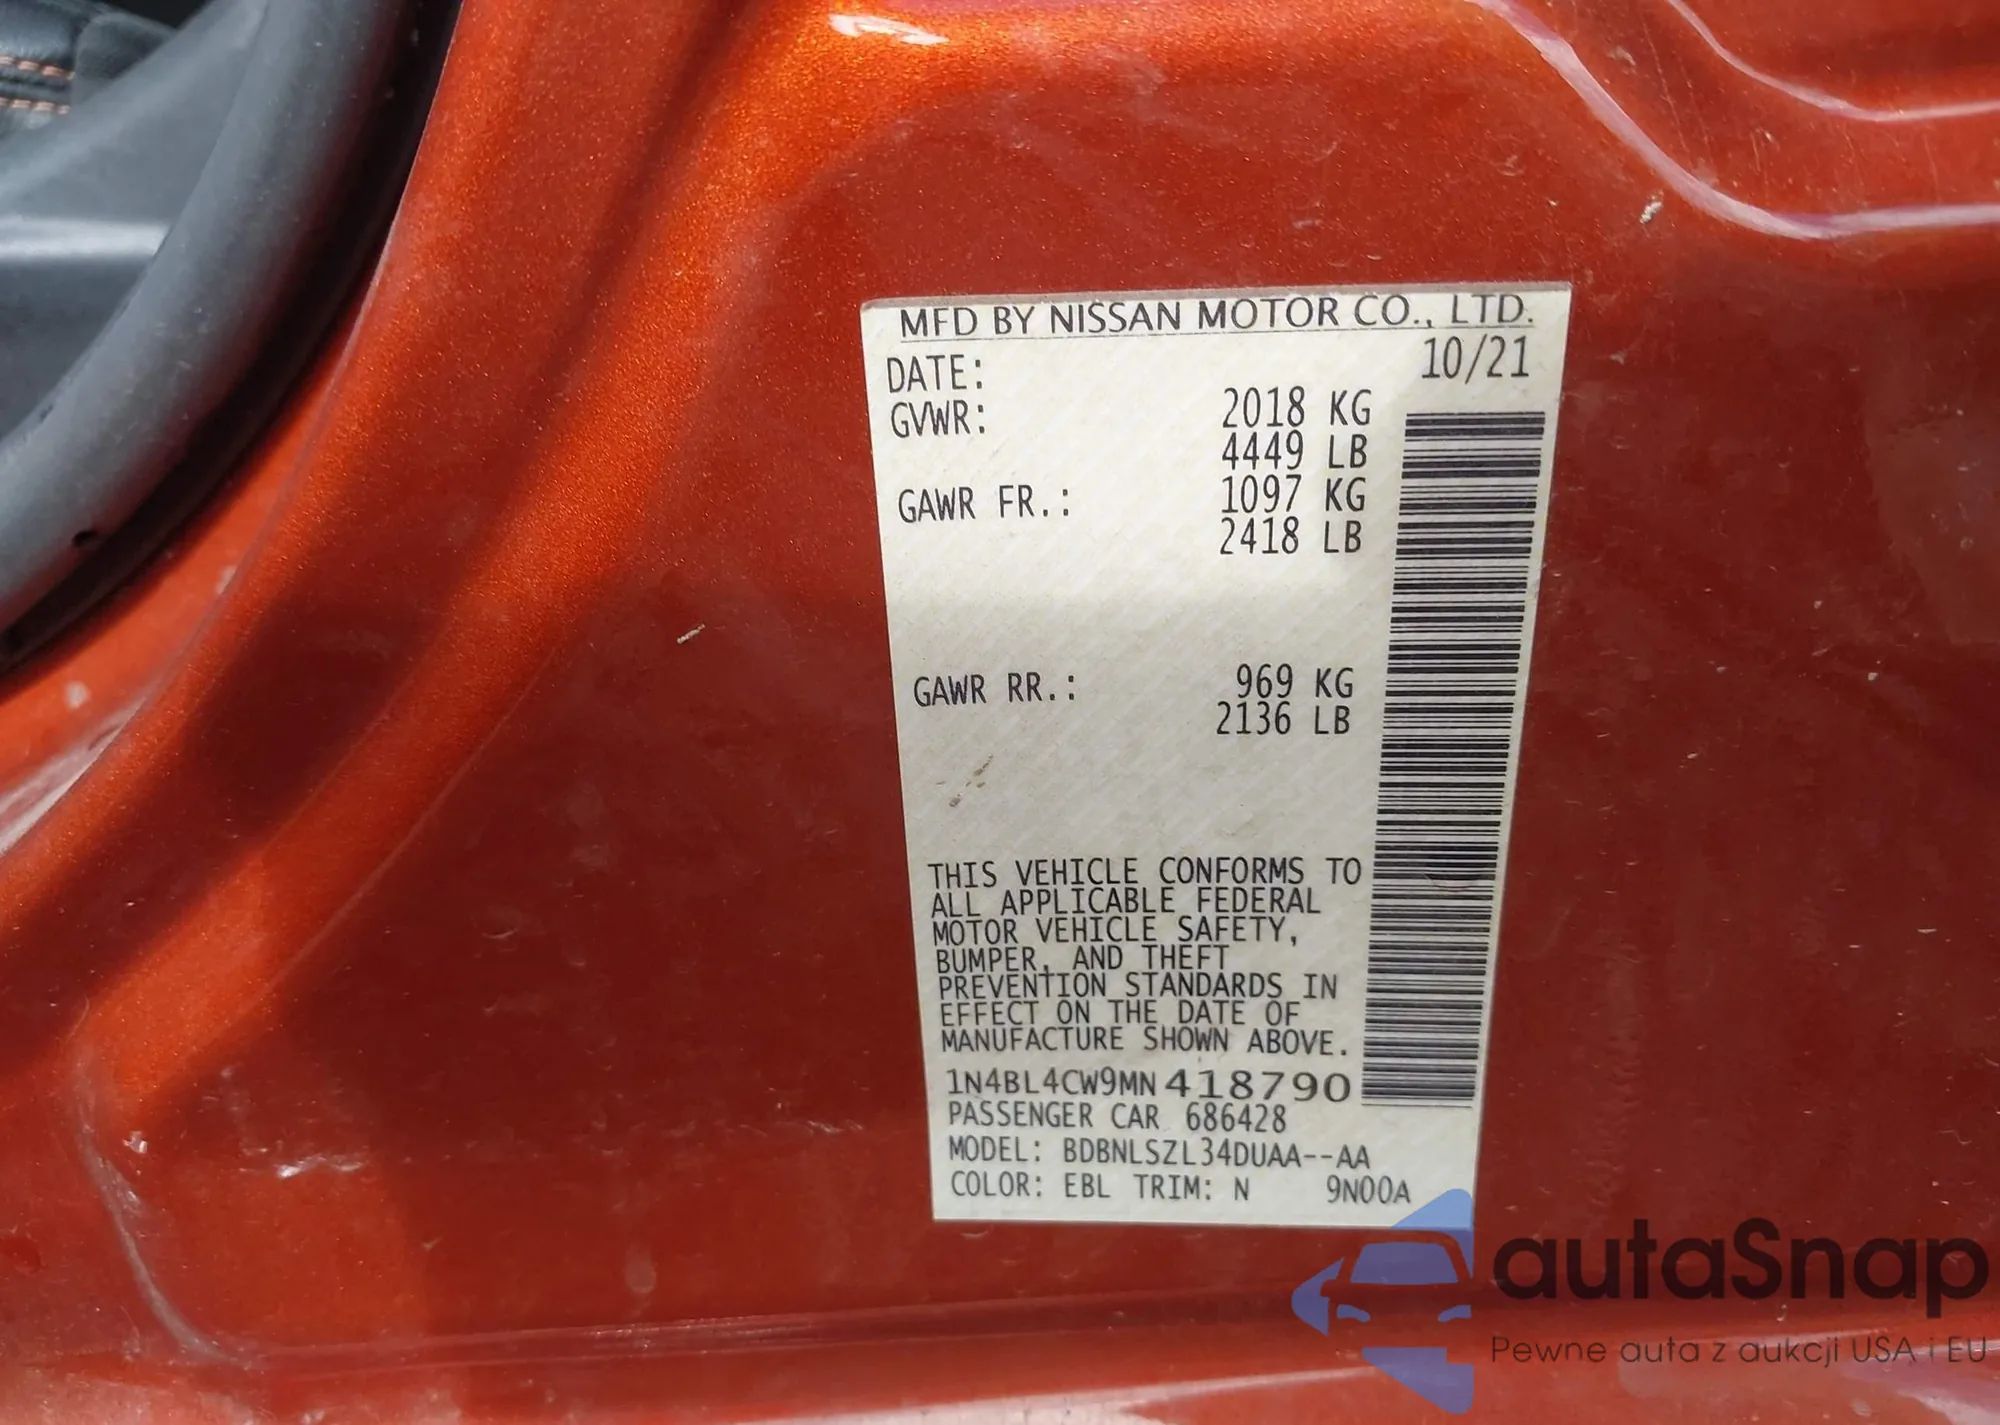 MFD BY NISSAN MOTOR CO., LTD.
DATE: 10/21
GVWR: 2018 KG
4449 LB
GAWR FR.: 1097 KG
2418 LB
GAWR RR.: 969 KG
2136 LB
THIS VEHICLE CONFORMS TO
ALL APPLICABLE FEDERAL
MOTOR VEHICLE SAFETY,
BUMPER, AND THEFT
PREVENTION STANDARDS IN
EFFECT ON THE DATE OF
MANUFACTURE SHOWN ABOVE.
1N4BL4CW9MN418790
PASSENGER CAR 686428
MODEL: BDBNLSZL34DUAA--AA
COLOR: EBL TRIM: N 9N00A
autaSnap
Pewne auta z aukcji USA i EU